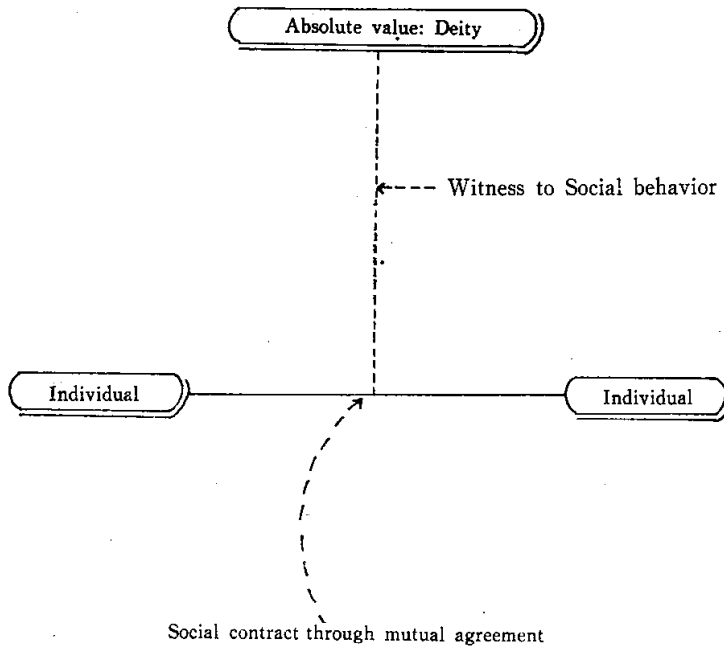 Absolute value: Deity
Witness to Social behavior
Individual
Individual
Social contract through mutual agreement